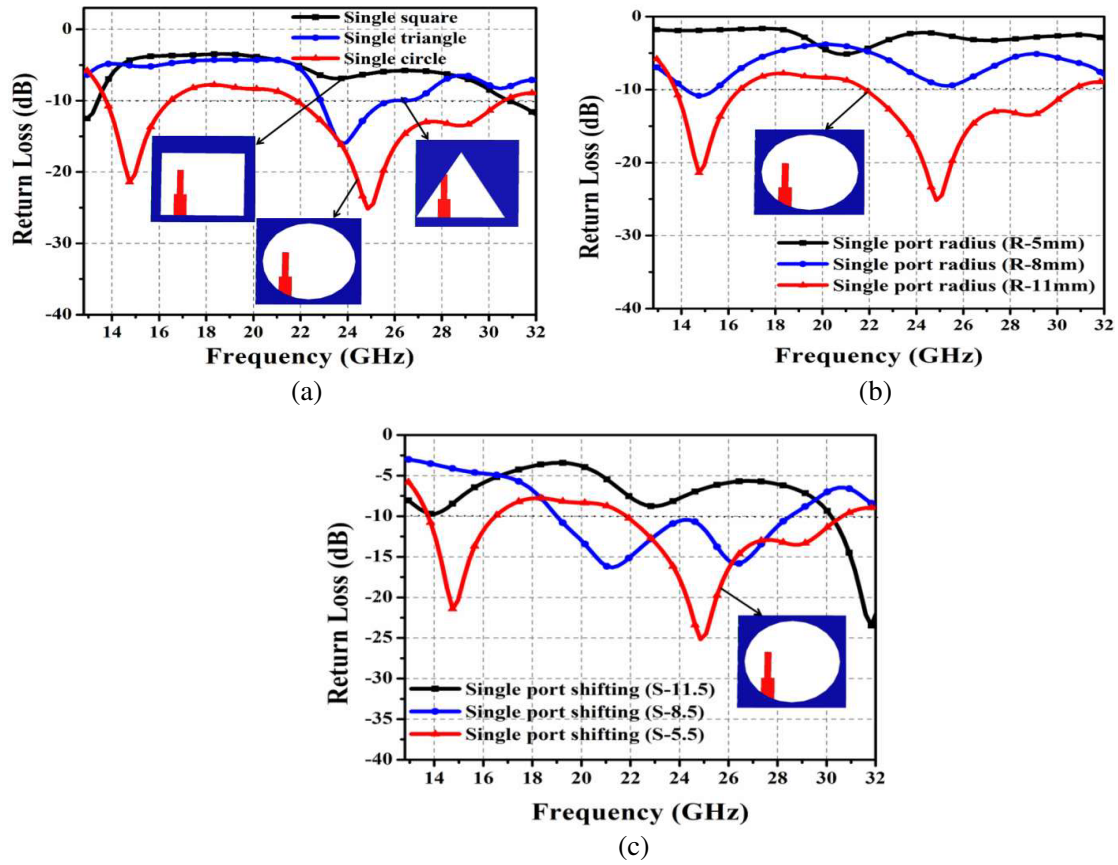 0
-10
-20
-30
-40
14 16 18 20 22 24 26 28 30 32
Return Loss (dB)
Frequency (GHz)
Single square
Single triangle
Single circle
(a)
0
-10
-20
-30
-40
14 16 18 20 22 24 26 28 30 32
Return Loss (dB)
Frequency (GHz)
Single port radius (R-5mm)
Single port radius (R-8mm)
Single port radius (R-11mm)
(b)
0
-5
-10
-15
-20
-25
-30
-35
-40
14 16 18 20 22 24 26 28 30 32
Return Loss (dB)
Frequency (GHz)
Single port shifting (S-11.5)
Single port shifting (S-8.5)
Single port shifting (S-5.5)
(c)